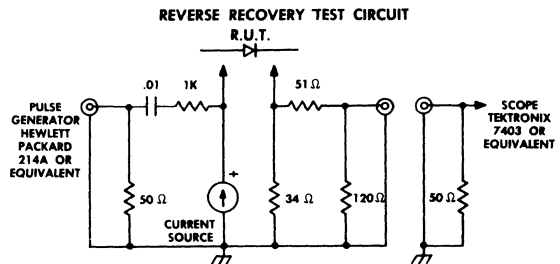 REVERSE RECOVERY TEST CIRCUIT
R.U.T.
.01
1K
51 Ω
PULSE
GENERATOR
HEWLETT
PACKARD
214A OR
EQUIVALENT
SCOPE
TEKTRONIX
7403 OR
EQUIVALENT
50 Ω
+
CURRENT
SOURCE
34 Ω
120 Ω
50 Ω